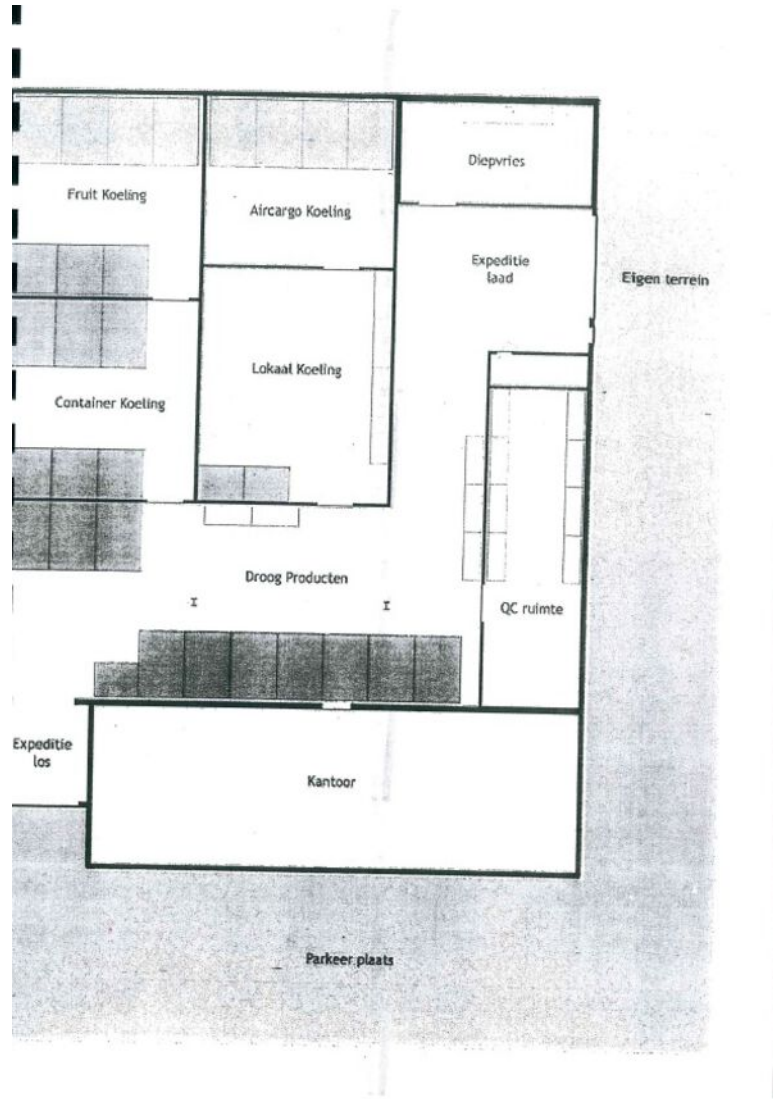 Diepvries
Fruit Koeling
Aircargo Koeling
Expeditie
laad
Eigen terrein
Lokaal Koeling
Container Koeling
Droog Producten
QC ruimte
Expeditie
los
Kantoor
Parkeer plaats